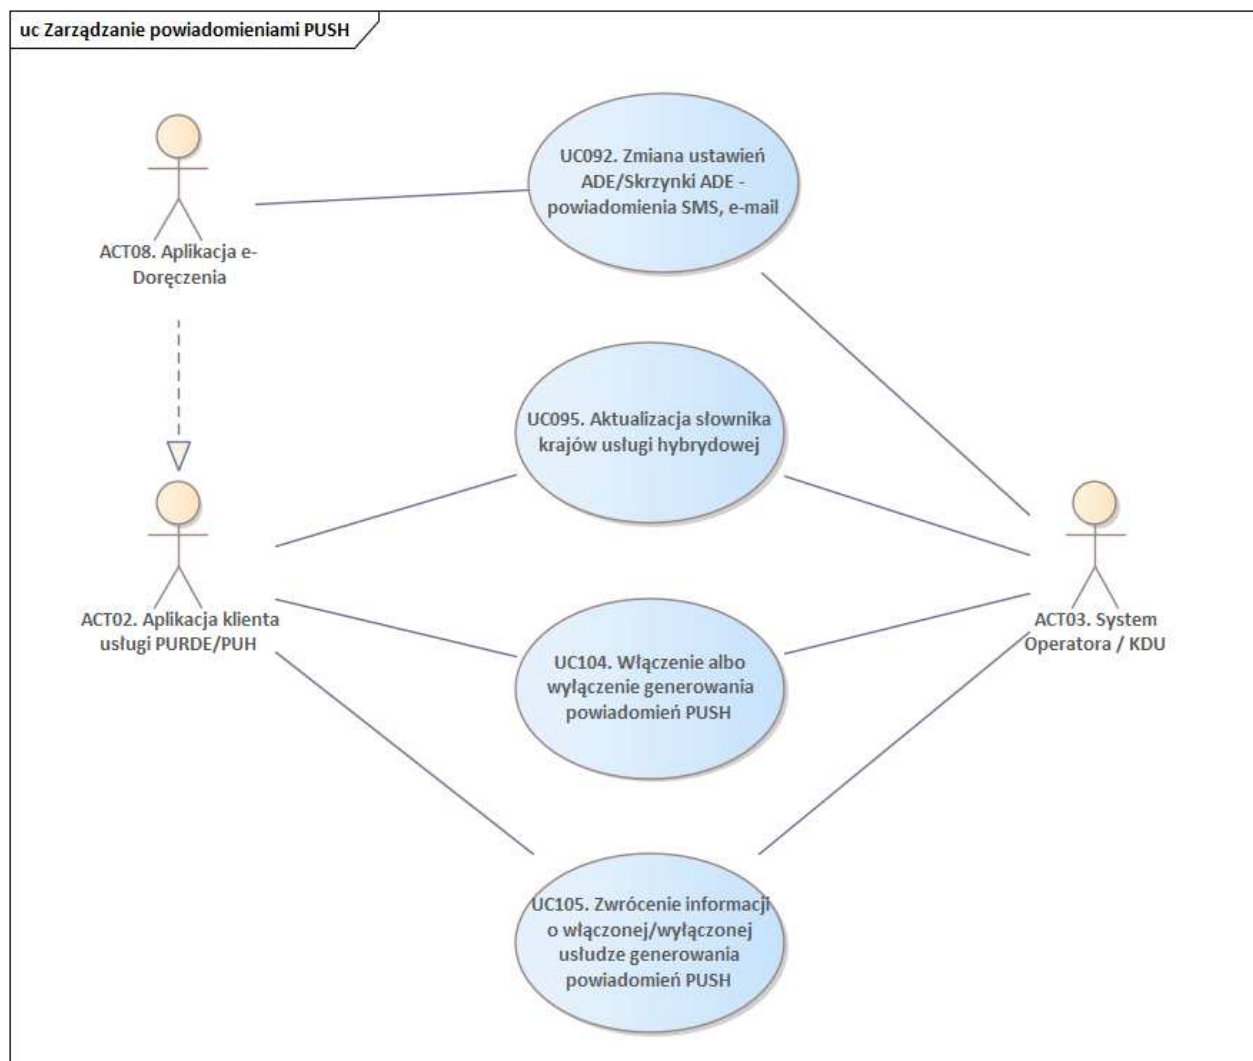 uc Zarządzanie powiadomieniami PUSH
UC092. Zmiana ustawień
ADE/Skrzynki ADE -
powiadomienia SMS, e-mail
ACT08. Aplikacja e-
Doręczenia
UC095. Aktualizacja słownika
krajów usługi hybrydowej
ACT02. Aplikacja klienta
usługi PURDE/PUH
ACT03. System
Operatora / KDU
UC104. Włączenie albo
wyłączenie generowania
powiadomień PUSH
UC105. Zwrócenie informacji
o włączonej/wyłączonej
usłudze generowania
powiadomień PUSH